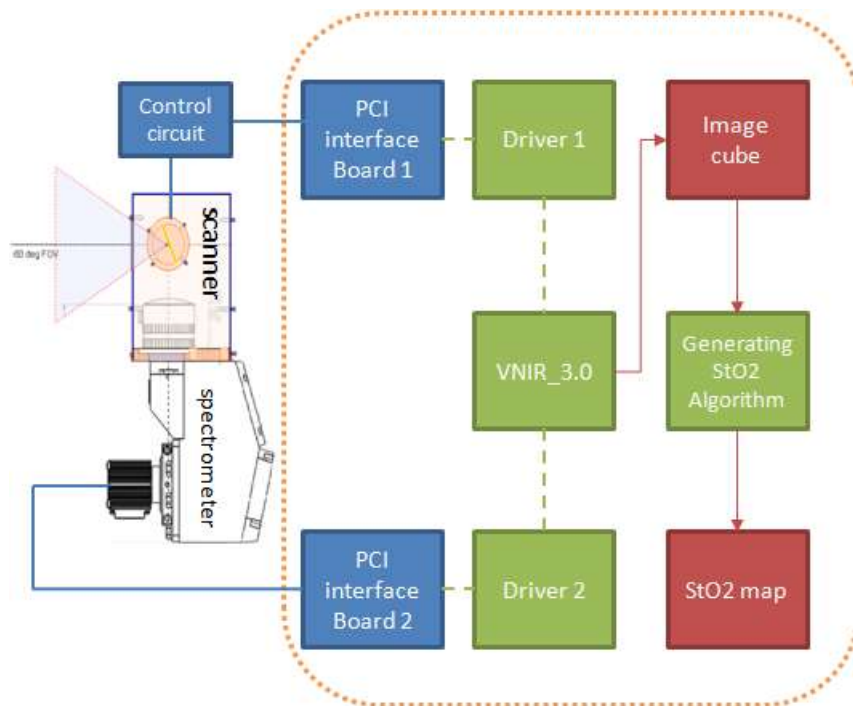 Control
circuit
PCI
interface
Board 1
Driver 1
Image
cube
scanner
60 deg FOV
VNIR_3.0
Generating
StO2
Algorithm
spectrometer
PCI
interface
Board 2
Driver 2
StO2 map